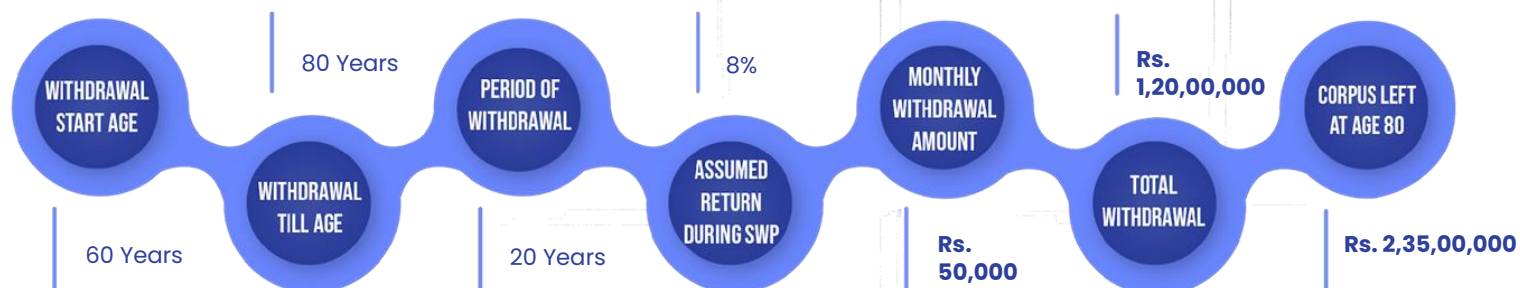 WITHDRAWAL
START AGE
60 Years
80 Years
WITHDRAWAL
TILL AGE
PERIOD OF
WITHDRAWAL
20 Years
8%
ASSUMED
RETURN
DURING SWP
MONTHLY
WITHDRAWAL
AMOUNT
Rs.
50,000
Rs.
1,20,00,000
TOTAL
WITHDRAWAL
CORPUS LEFT
AT AGE 80
Rs. 2,35,00,000